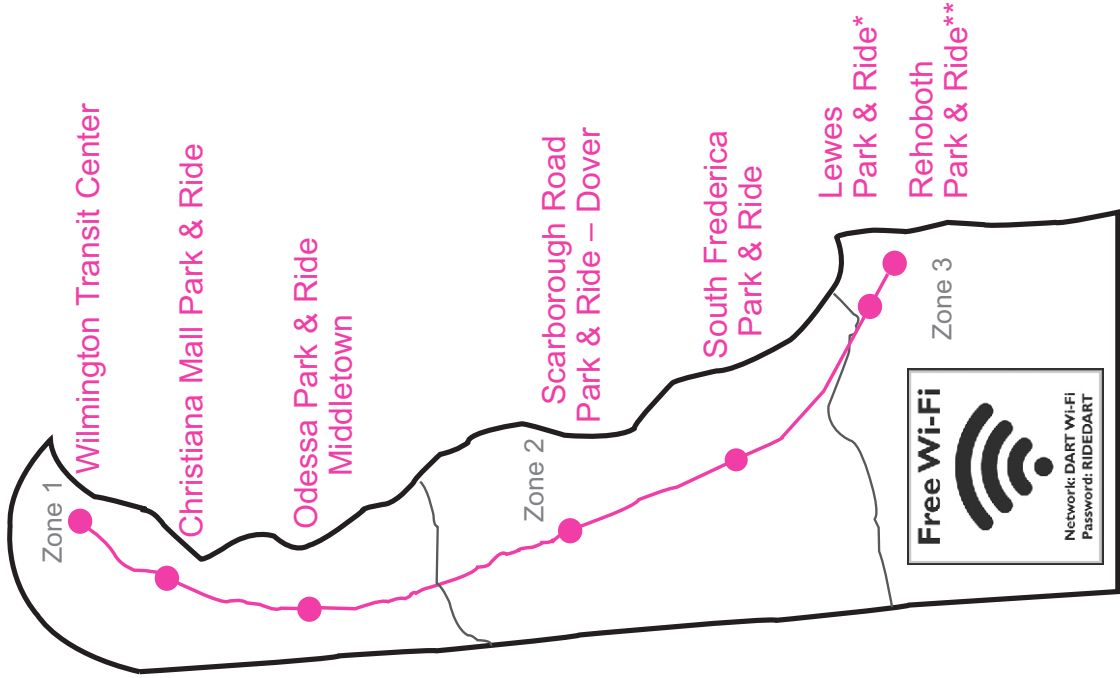 Zone 1
Wilmington Transit Center
Christiana Mall Park & Ride
Odessa Park & Ride
Middletown
Zone 2
Scarborough Road
Park & Ride – Dover
South Frederica
Park & Ride
Lewes
Park & Ride*
Rehoboth
Park & Ride**
Zone 3
Free Wi-Fi
Network: DART Wi-Fi
Password: RIDEDART